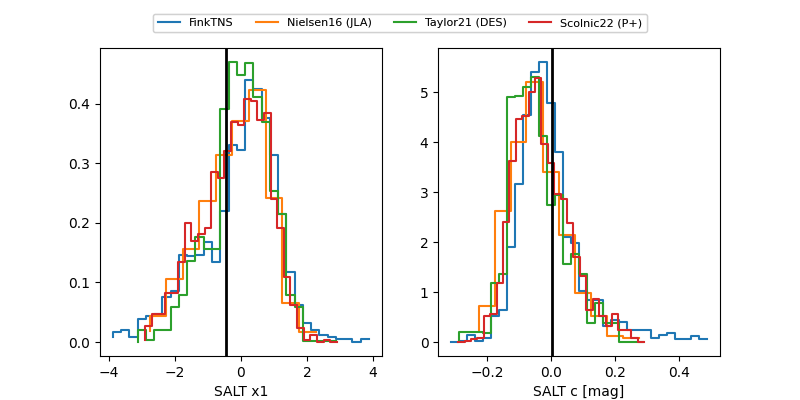 FinkTNS Nielsen16 (JLA) Taylor21 (DES) Scolnic22 (P+)
0.4
0.3
0.2
0.1
0.0
−4 −2 0 2 4
SALT x1
5
4
3
2
1
0
−0.2 0.0 0.2 0.4
SALT c [mag]